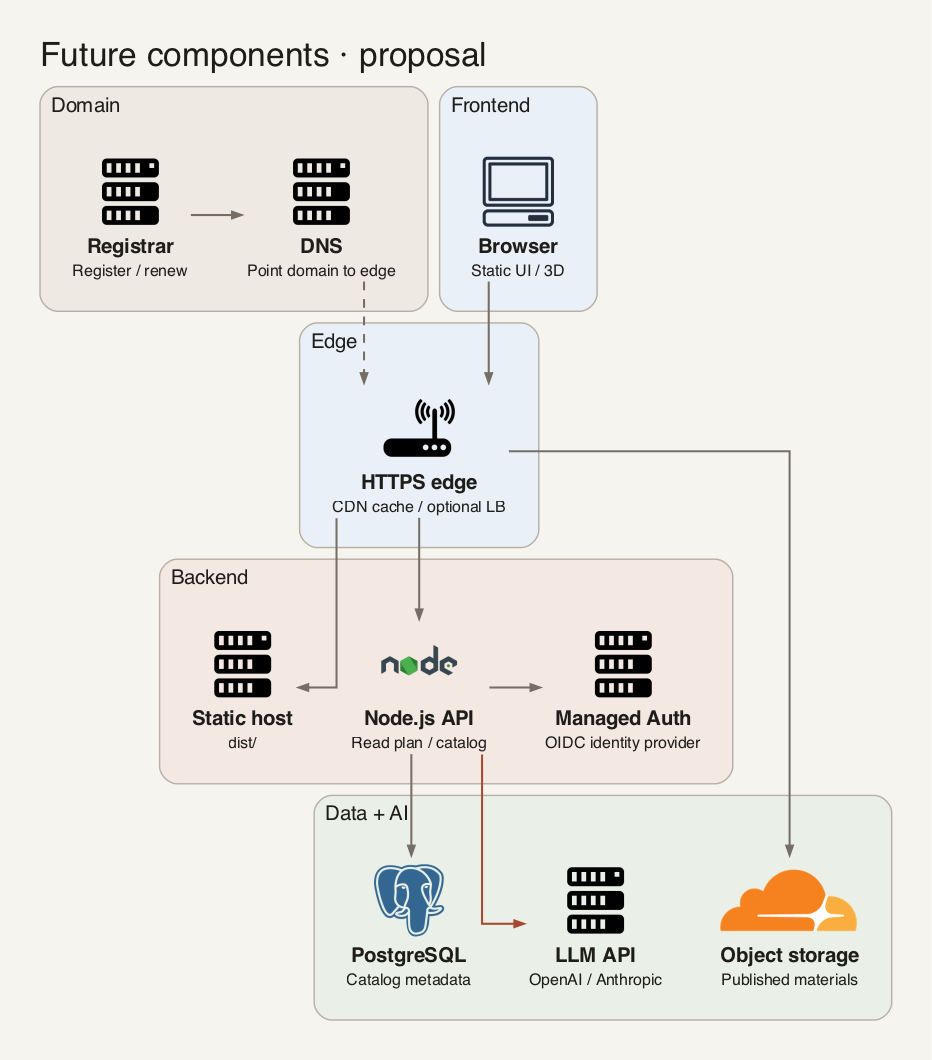 Future components · proposal
Domain
Frontend
Registrar
Register / renew
DNS
Point domain to edge
Browser
Static UI / 3D
Edge
HTTPS edge
CDN cache / optional LB
Backend
Static host
dist/
node
Node.js API
Read plan / catalog
Managed Auth
OIDC identity provider
Data + AI
PostgreSQL
Catalog metadata
LLM API
OpenAI / Anthropic
Object storage
Published materials